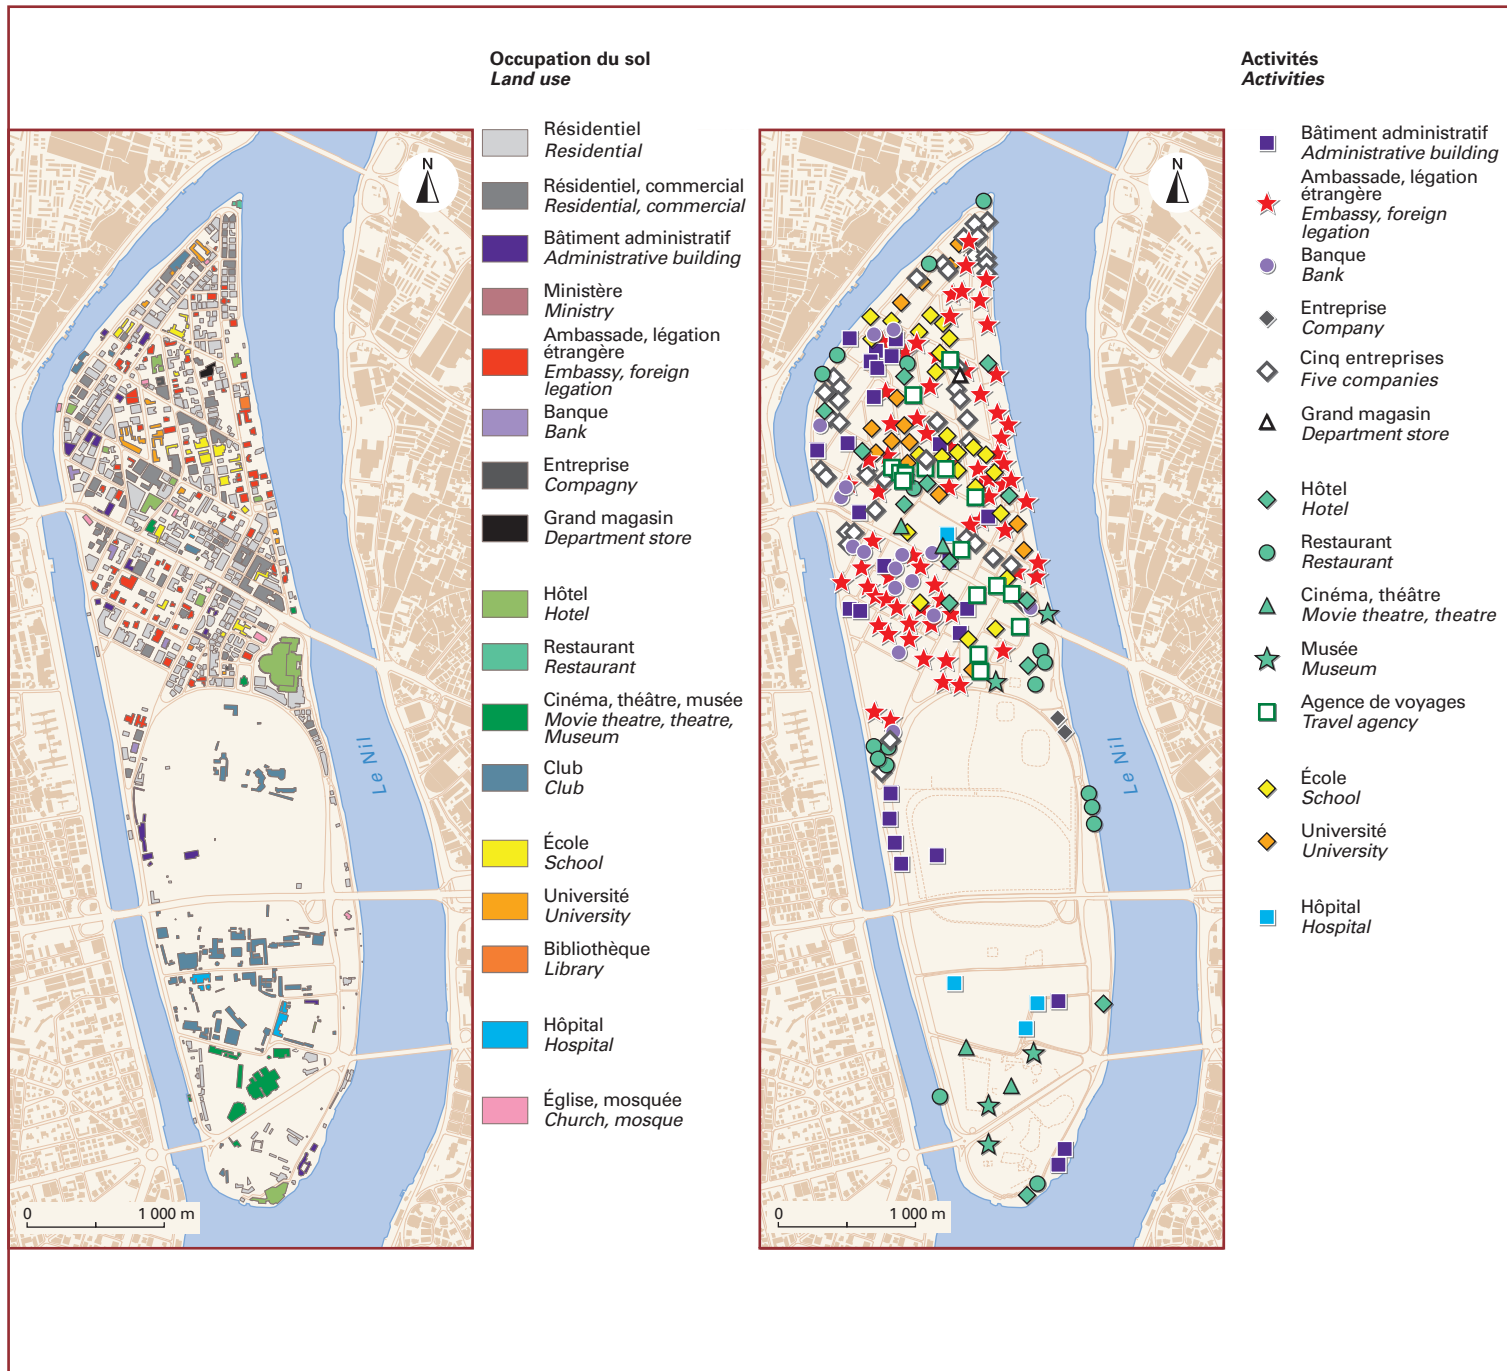 Occupation du sol
Land use
Résidentiel
Residential
Résidentiel, commercial
Residential, commercial
Bâtiment administratif
Administrative building
Ministère
Ministry
Ambassade, légation
étrangère
Embassy, foreign
legation
Banque
Bank
Entreprise
Compagny
Grand magasin
Department store
Hôtel
Hotel
Restaurant
Restaurant
Cinéma, théâtre, musée
Movie theatre, theatre,
Museum
Club
Club
École
School
Université
University
Bibliothèque
Library
Hôpital
Hospital
Église, mosquée
Church, mosque
N
Le Nil
0 1 000 m
Activités
Activities
Bâtiment administratif
Administrative building
Ambassade, légation
étrangère
Embassy, foreign
legation
Banque
Bank
Entreprise
Company
Cinq entreprises
Five companies
Grand magasin
Department store
Hôtel
Hotel
Restaurant
Restaurant
Cinéma, théâtre
Movie theatre, theatre
Musée
Museum
Agence de voyages
Travel agency
École
School
Université
University
Hôpital
Hospital
N
Le Nil
0 1 000 m